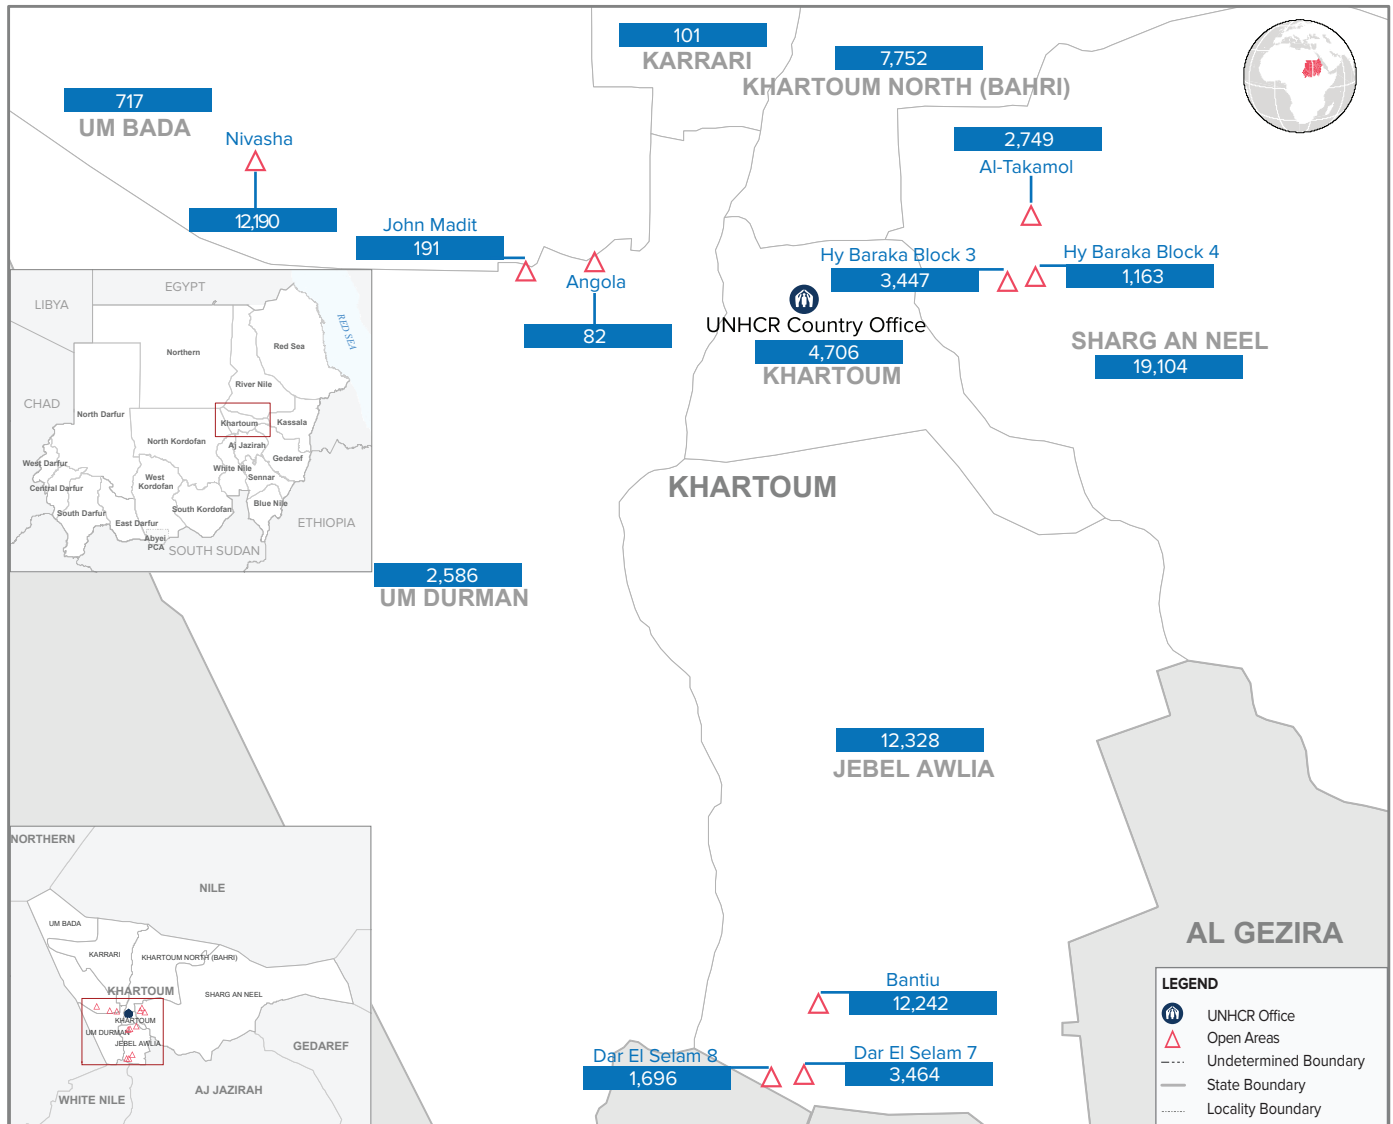 101
KARRARI
7,752
KHARTOUM NORTH (BAHRI)
717
UM BADA
Nivasha
12,190
2,749
Al-Takamol
John Madit
191
Angola
82
Hy Baraka Block 3
3,447
Hy Baraka Block 4
1,163
UNHCR Country Office
4,706
KHARTOUM
SHARG AN NEEL
19,104
KHARTOUM
2,586
UM DURMAN
12,328
JEBEL AWLIA
AL GEZIRA
Bantiu
12,242
Dar El Selam 8
1,696
Dar El Selam 7
3,464
LIBYA
EGYPT
RED SEA
Northern
Red Sea
River Nile
CHAD
North Darfur
Khartoum
Kassala
North Kordofan
Aj Jazirah
Gedaref
West Darfur
White Nile
Sennar
West
Kordofan
Central Darfur
South Darfur
South Kordofan
Blue Nile
East Darfur
ETHIOPIA
Abyei
PCA
SOUTH SUDAN
NORTHERN
NILE
UM BADA
KARRARI
KHARTOUM NORTH (BAHRI)
KHARTOUM
SHARG AN NEEL
KHARTOUM
UM DURMAN
JEBEL AWLIA
GEDAREF
WHITE NILE
AJ JAZIRAH
LEGEND
UNHCR Office
Open Areas
Undetermined Boundary
State Boundary
Locality Boundary